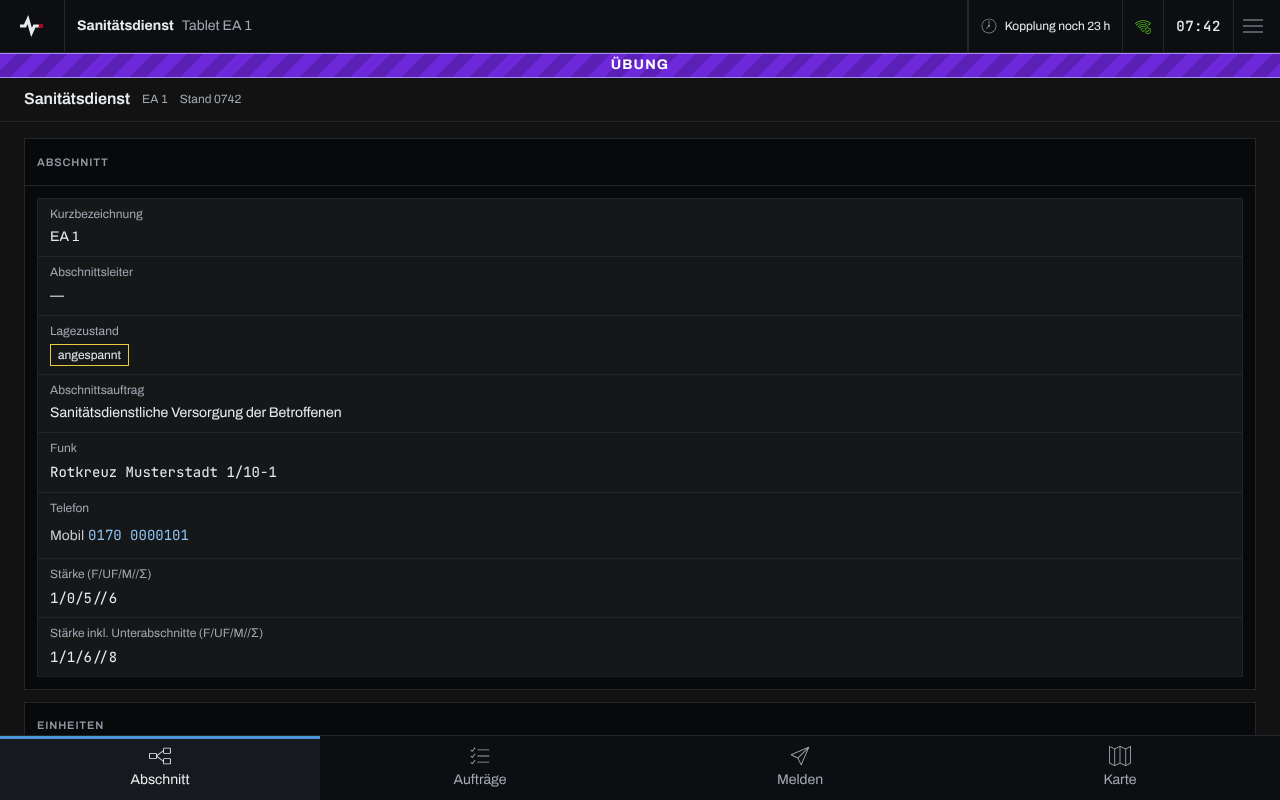 Sanitätsdienst Tablet EA 1
Kopplung noch 23 h
07:42
ÜBUNG
Sanitätsdienst EA 1 Stand 0742
ABSCHNITT
Kurzbezeichnung
EA 1
Abschnittsleiter
—
Lagezustand
angespannt
Abschnittsauftrag
Sanitätsdienstliche Versorgung der Betroffenen
Funk
Rotkreuz Musterstadt 1/10-1
Telefon
Mobil 0170 0000101
Stärke (F/UF/M//Σ)
1/0/5//6
Stärke inkl. Unterabschnitte (F/UF/M//Σ)
1/1/6//8
EINHEITEN
Abschnitt
Aufträge
Melden
Karte